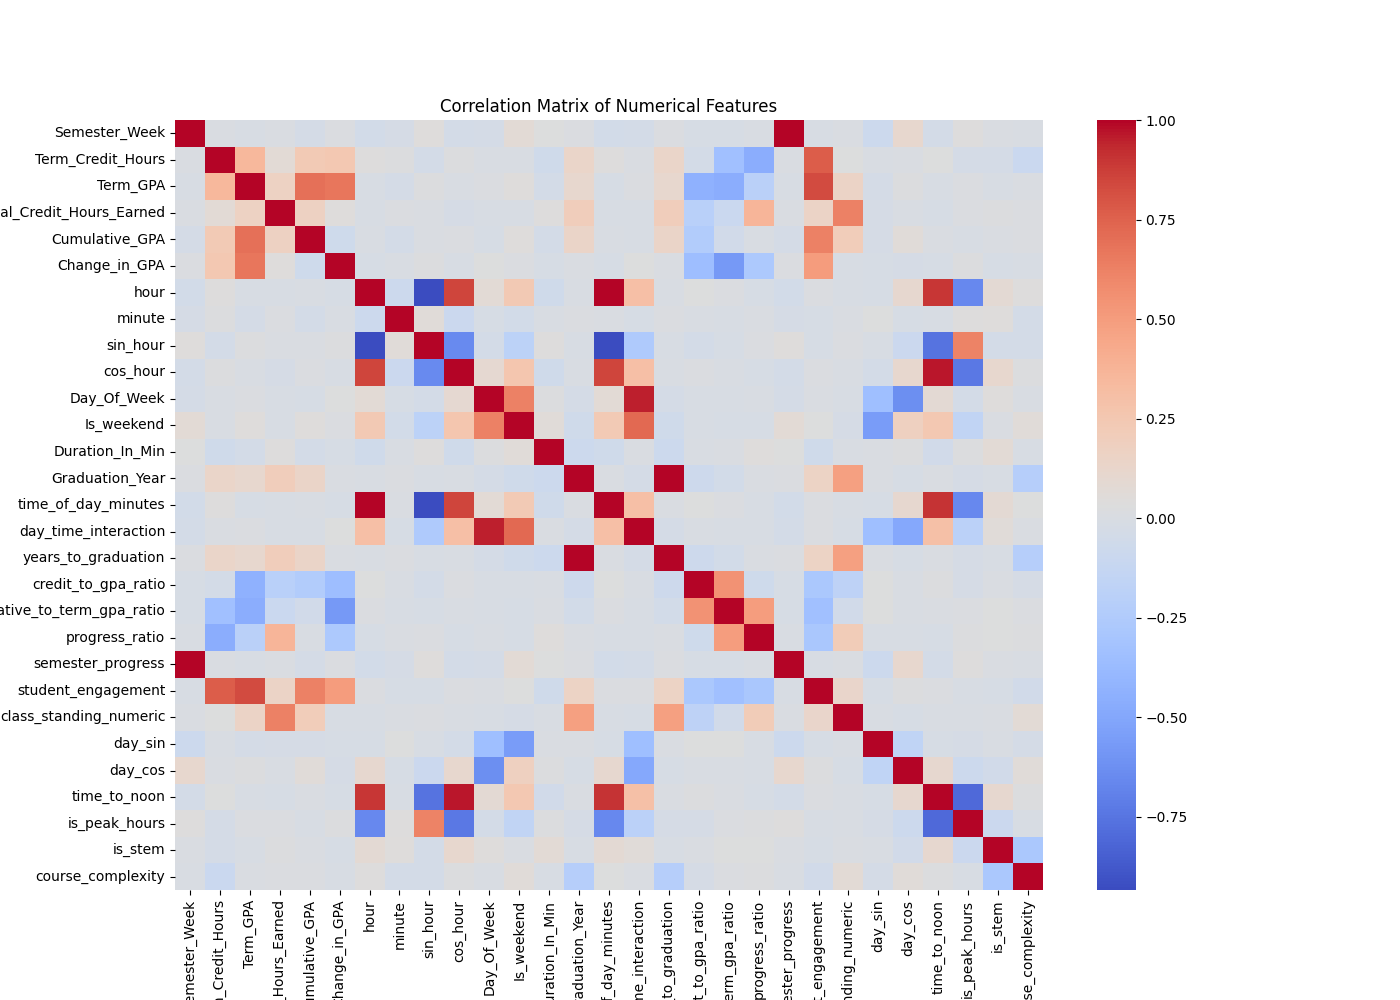 Correlation Matrix of Numerical Features
Semester_Week
Term_Credit_Hours
Term_GPA
al_Credit_Hours_Earned
Cumulative_GPA
Change_in_GPA
hour
minute
sin_hour
cos_hour
Day_Of_Week
Is_weekend
Duration_In_Min
Graduation_Year
time_of_day_minutes
day_time_interaction
years_to_graduation
credit_to_gpa_ratio
ative_to_term_gpa_ratio
progress_ratio
semester_progress
student_engagement
class_standing_numeric
day_sin
day_cos
time_to_noon
is_peak_hours
is_stem
course_complexity
1.00
0.75
0.50
0.25
0.00
−0.25
−0.50
−0.75
emester_Week
_Credit_Hours
Term_GPA
_Hours_Earned
umulative_GPA
hange_in_GPA
hour
minute
sin_hour
cos_hour
Day_Of_Week
Is_weekend
uration_In_Min
raduation_Year
f_day_minutes
me_interaction
to_graduation
t_to_gpa_ratio
erm_gpa_ratio
progress_ratio
ester_progress
t_engagement
nding_numeric
day_sin
day_cos
time_to_noon
is_peak_hours
is_stem
se_complexity